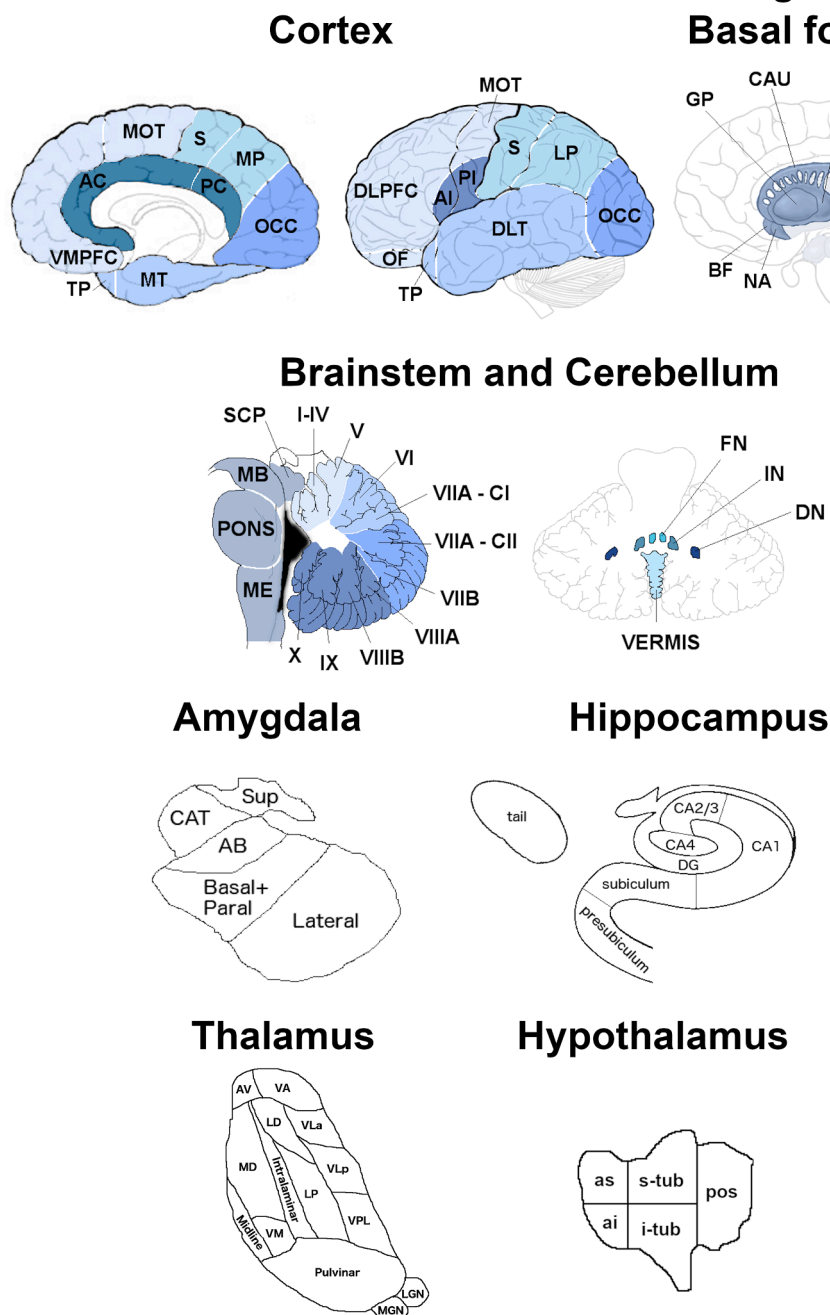 Cortex
Basal fo
MOT
S
MP
AC
PC
OCC
VMPFC
TP
MT
MOT
S
LP
PI
AI
DLPFC
OCC
DLT
OF
TP
CAU
GP
BF
NA
Brainstem and Cerebellum
SCP
I-IV
V
VI
MB
VIIA - CI
PONS
VIIA - CII
ME
VIIB
VIIIA
X
IX
VIIIB
FN
IN
DN
VERMIS
Amygdala
Hippocampus
Sup
CAT
AB
Basal+
Paral
Lateral
tail
CA2/3
CA4
CA1
DG
subiculum
presubiculum
Thalamus
Hypothalamus
AV
VA
LD
VLa
MD
Intralaminar
VLp
LP
Midline
VM
VPL
Pulvinar
LGN
MGN
as
s-tub
pos
ai
i-tub